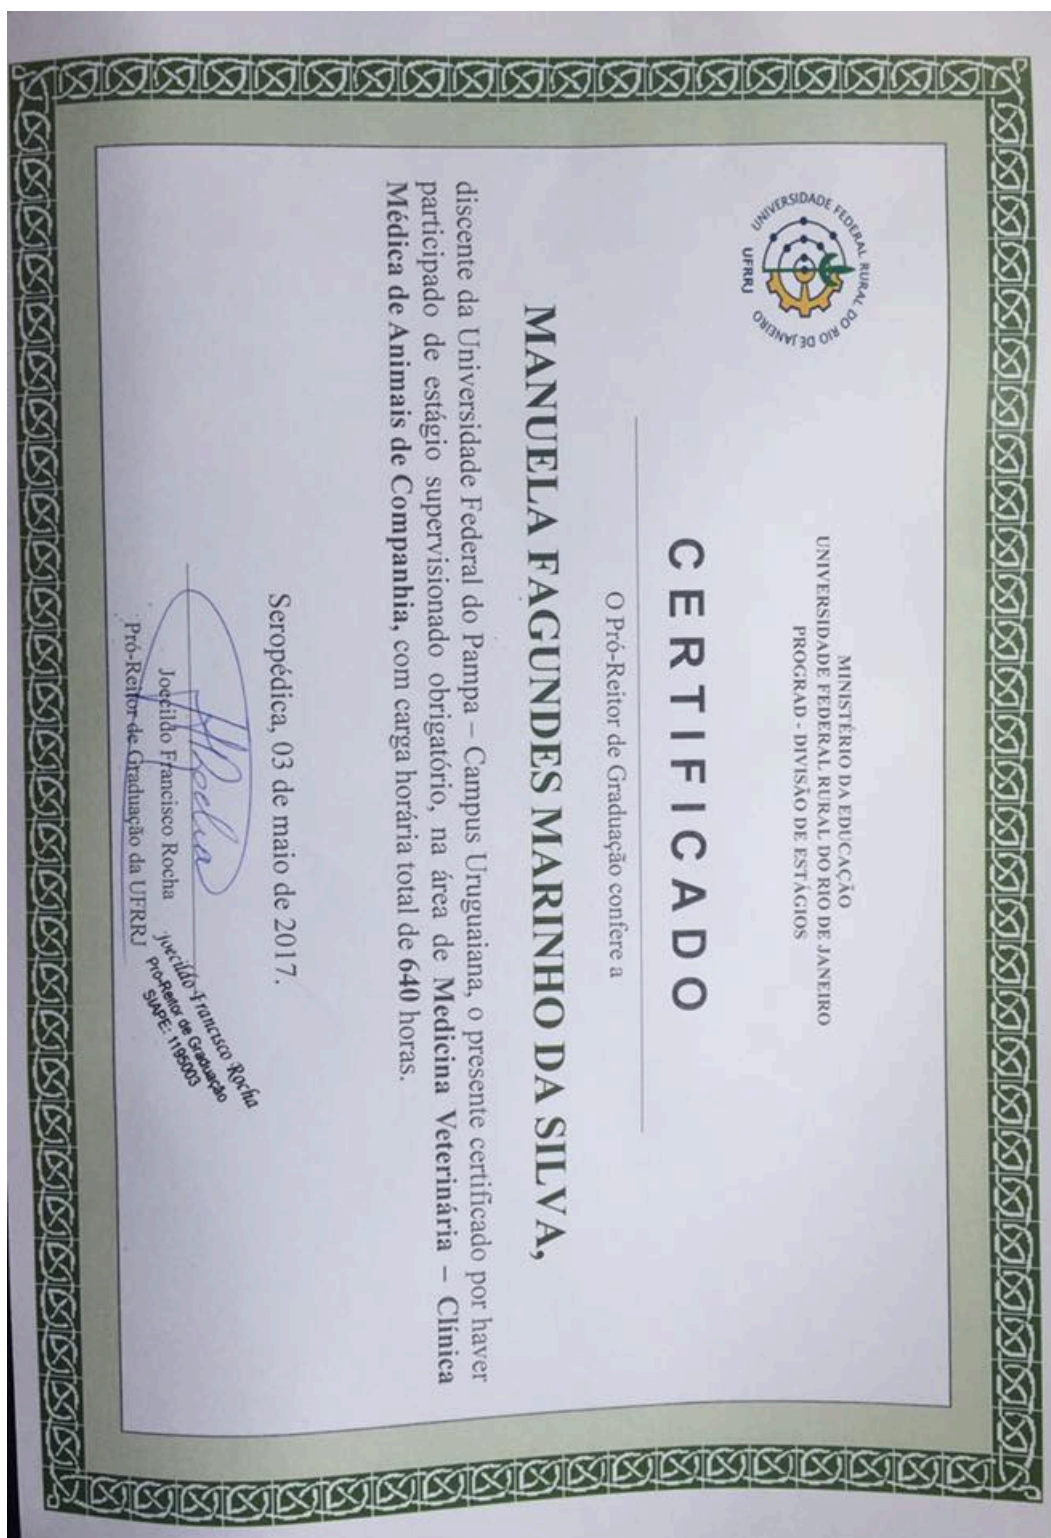 UNIVERSIDADE FEDERAL RURAL DO RIO DE JANEIRO
UFRRJ
MINISTÉRIO DA EDUCAÇÃO
UNIVERSIDADE FEDERAL RURAL DO RIO DE JANEIRO
PROGRAD - DIVISÃO DE ESTÁGIOS
CERTIFICADO
O Pró-Reitor de Graduação confere a
MANUELA FAGUNDES MARINHO DA SILVA,
discente da Universidade Federal do Pampa – Campus Uruguaiana, o presente certificado por haver
participado de estágio supervisionado obrigatório, na área de Medicina Veterinária – Clínica
Médica de Animais de Companhia, com carga horária total de 640 horas.
Seropédica, 03 de maio de 2017.
Joecildo Francisco Rocha
Pró-Reitor de Graduação da UFRRJ
Joecildo Francisco Rocha
Pró-Reitor de Graduação
SIAPE: 1195003